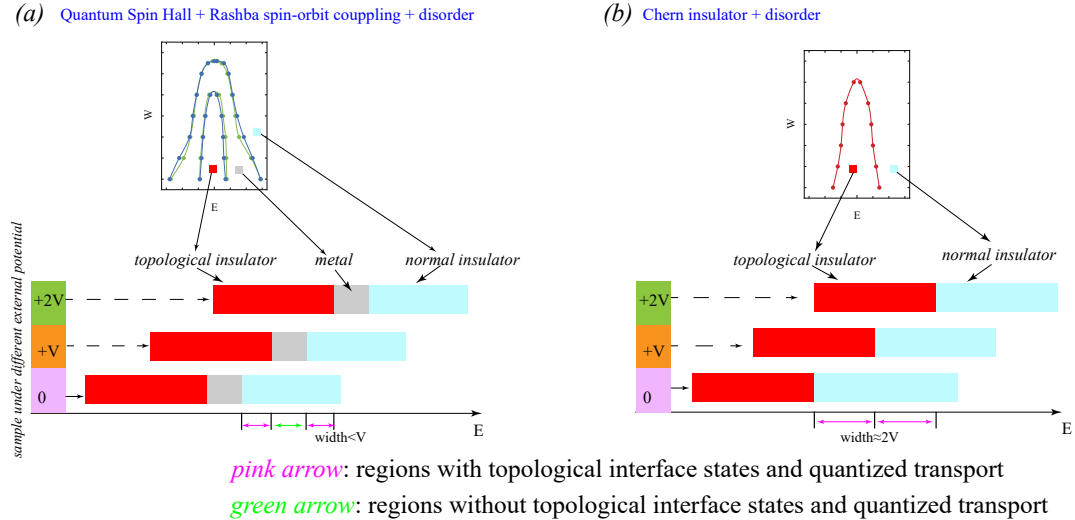 (a) Quantum Spin Hall + Rashba spin-orbit couppling + disorder
W
E
topological insulator
metal
normal insulator
sample under different external potential
+2V
+V
0
width<V
E
(b) Chern insulator + disorder
W
E
topological insulator
normal insulator
+2V
+V
0
width≈2V
E
pink arrow: regions with topological interface states and quantized transport
green arrow: regions without topological interface states and quantized transport